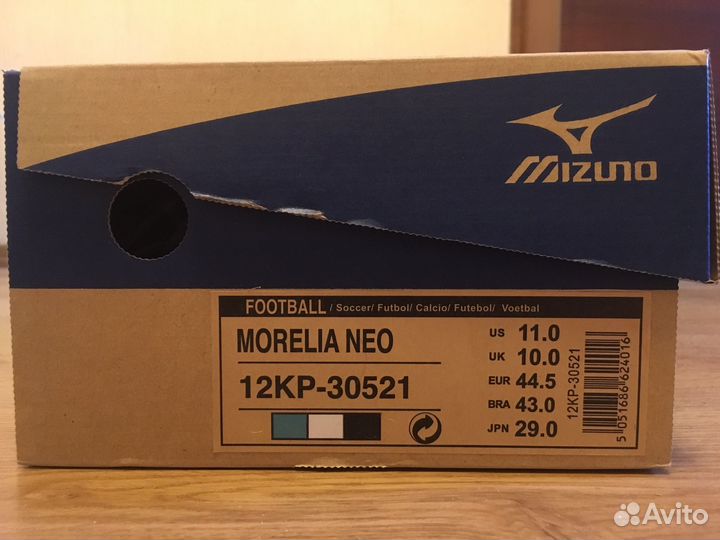 MIZUNO
FOOTBALL / Soccer/ Futbol/ Calcio/ Futebol/ Voetbal
MORELIA NEO
12KP-30521
US 11.0
UK 10.0
EUR 44.5
BRA 43.0
JPN 29.0
12KP-30521
5 051686 624016
Avito